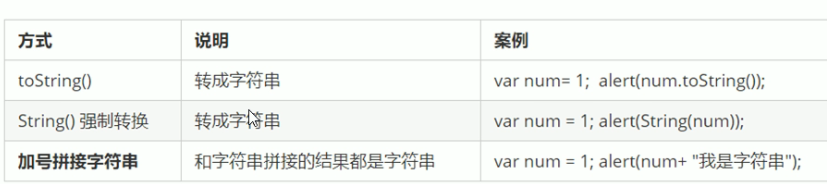 方式 说明 案例
toString() 转成字符串 var num= 1; alert(num.toString());
String() 强制转换 转成字符串 var num = 1; alert(String(num));
加号拼接字符串 和字符串拼接的结果都是字符串 var num = 1; alert(num+ "我是字符串");